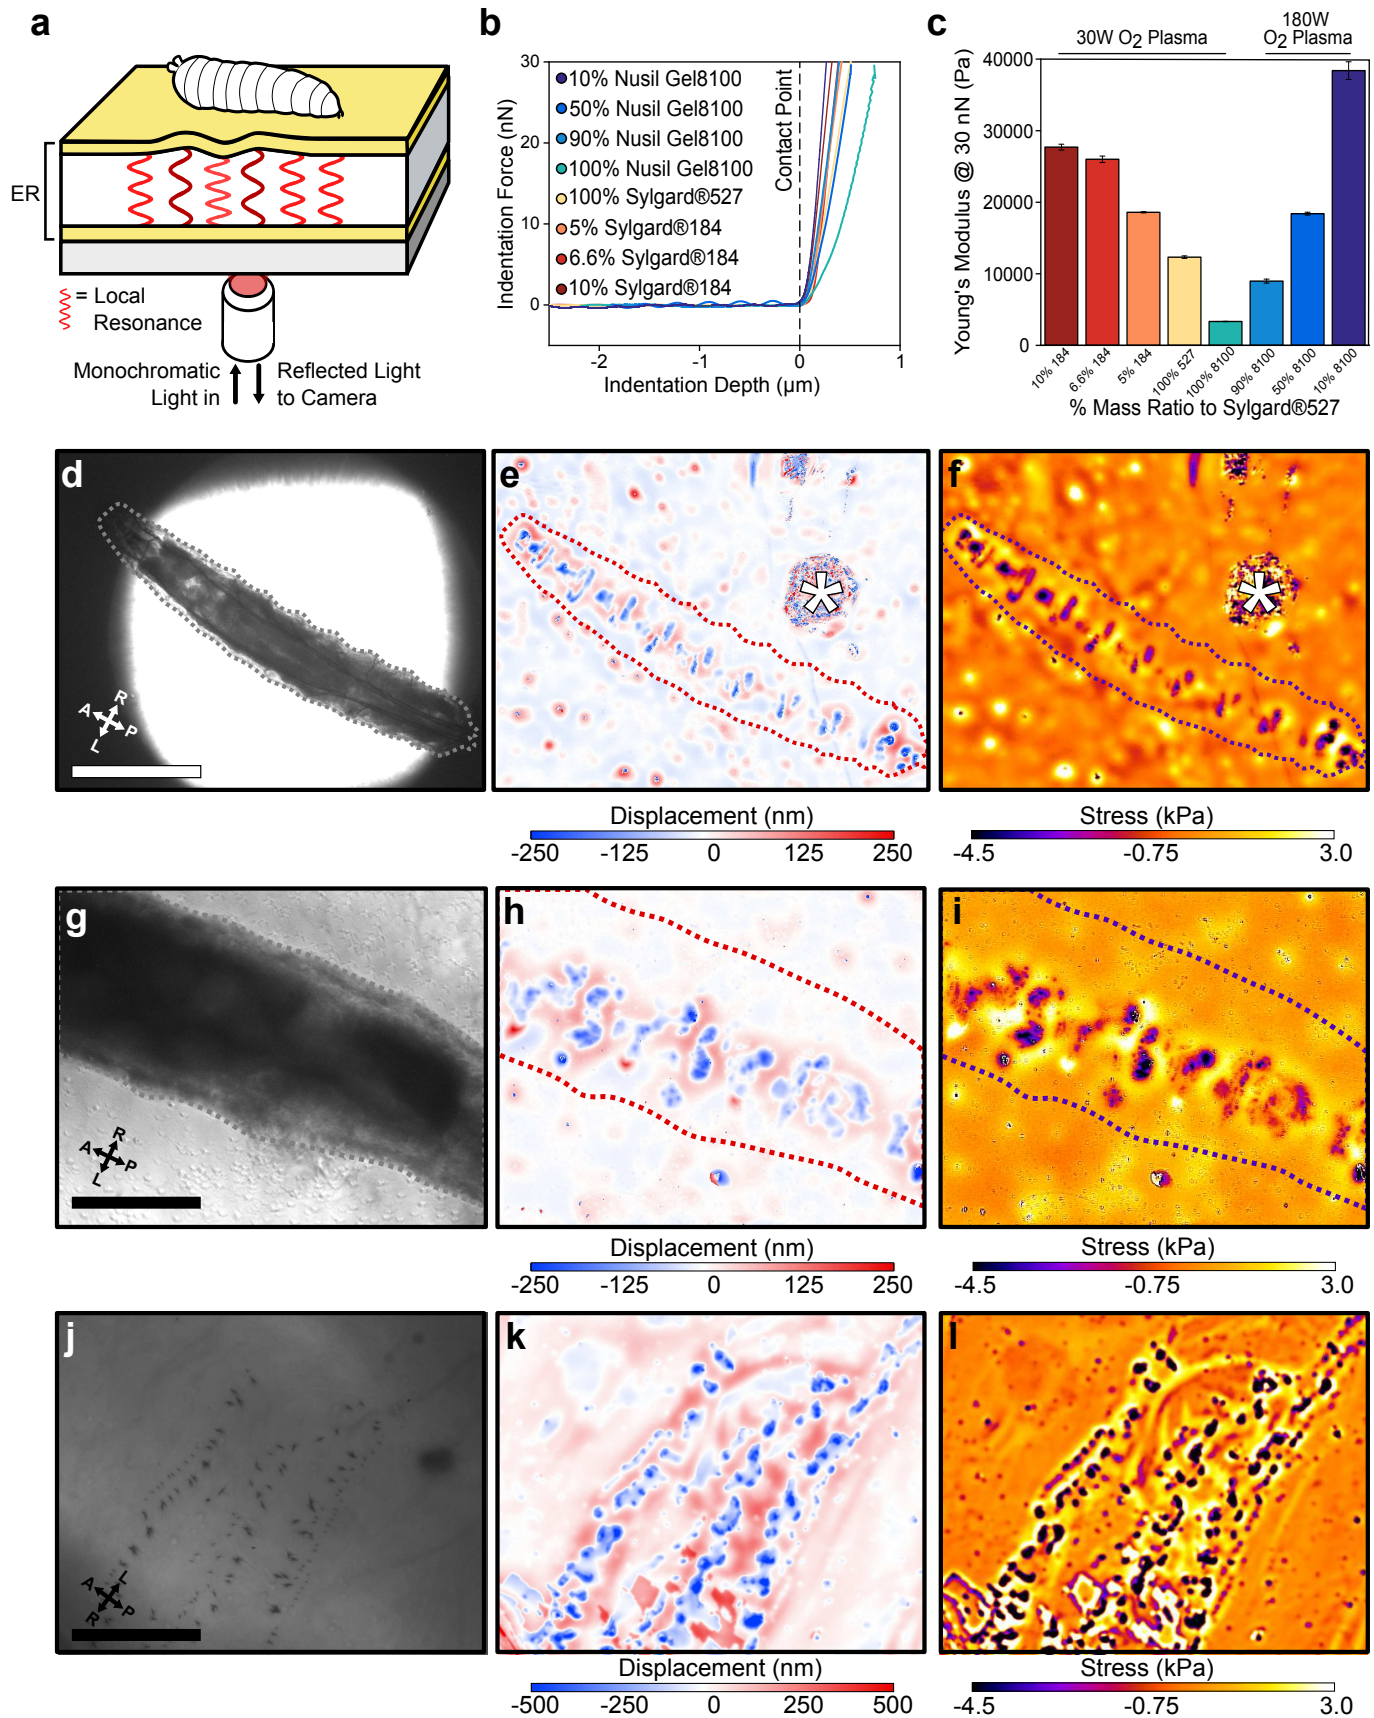 a
ER
= Local
Resonance
Monochromatic
Light in
Reflected Light
to Camera
b
Indentation Force (nN)
30
20
10
0
10% Nusil Gel8100
50% Nusil Gel8100
90% Nusil Gel8100
100% Nusil Gel8100
100% Sylgard®527
5% Sylgard®184
6.6% Sylgard®184
10% Sylgard®184
Contact Point
-2
-1
0
1
Indentation Depth (µm)
c
30W O2 Plasma
180W
O2 Plasma
Young's Modulus @ 30 nN (Pa)
40000
30000
20000
10000
0
10% 184
6.6% 184
5% 184
100% 527
100% 8100
90% 8100
50% 8100
10% 8100
% Mass Ratio to Sylgard®527
d
R
A
P
L
e
f
Displacement (nm)
-250 -125 0 125 250
Stress (kPa)
-4.5 -0.75 3.0
g
R
A
P
L
h
i
Displacement (nm)
-250 -125 0 125 250
Stress (kPa)
-4.5 -0.75 3.0
j
A
L
R
P
k
l
Displacement (nm)
-500 -250 0 250 500
Stress (kPa)
-4.5 -0.75 3.0